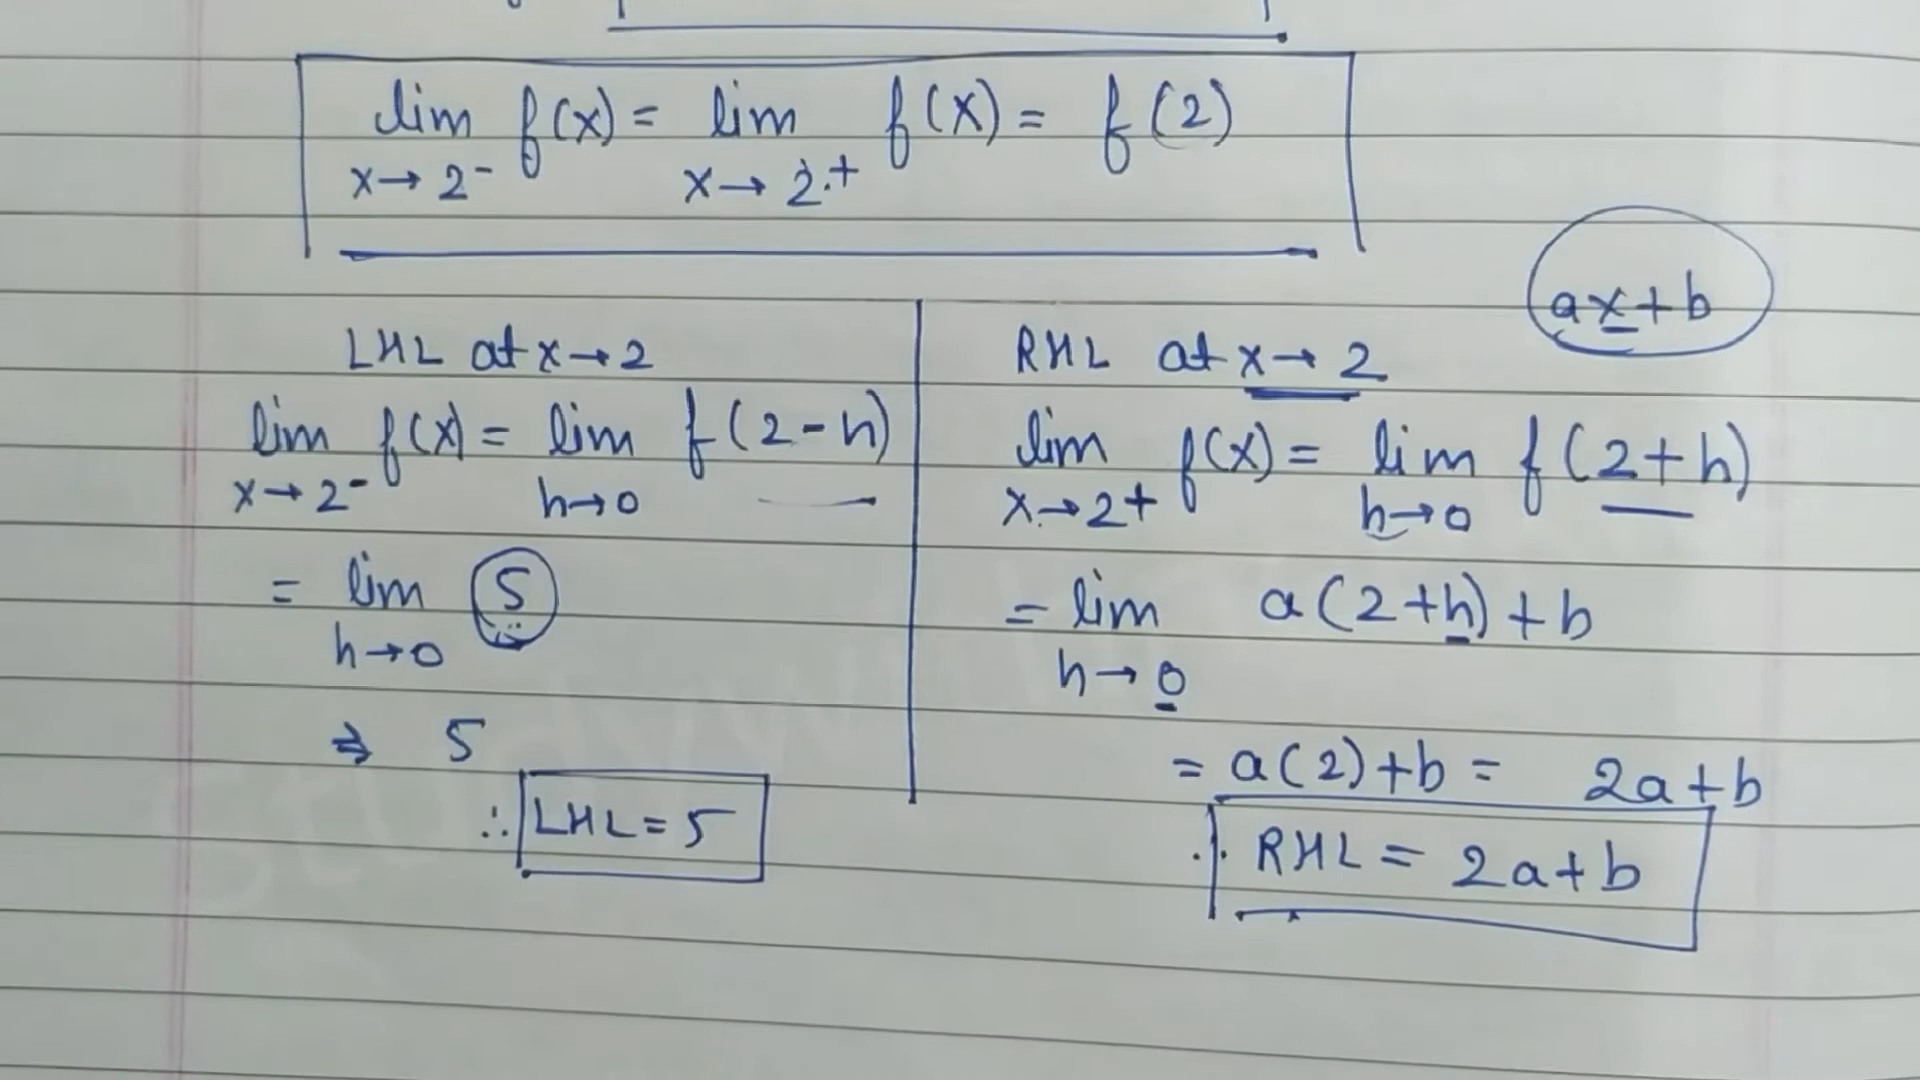 lim f(x) = lim f(x) = f(2)
x→2⁻ x→2⁺
ax+b
LHL at x→2
lim f(x) = lim f(2-h)
x→2⁻ h→0
= lim 5
h→0
⇒ 5
∴ LHL = 5
RHL at x→2
lim f(x) = lim f(2+h)
x→2+ h→0
= lim a(2+h)+b
h→0
= a(2)+b = 2a+b
∴ RHL = 2a+b